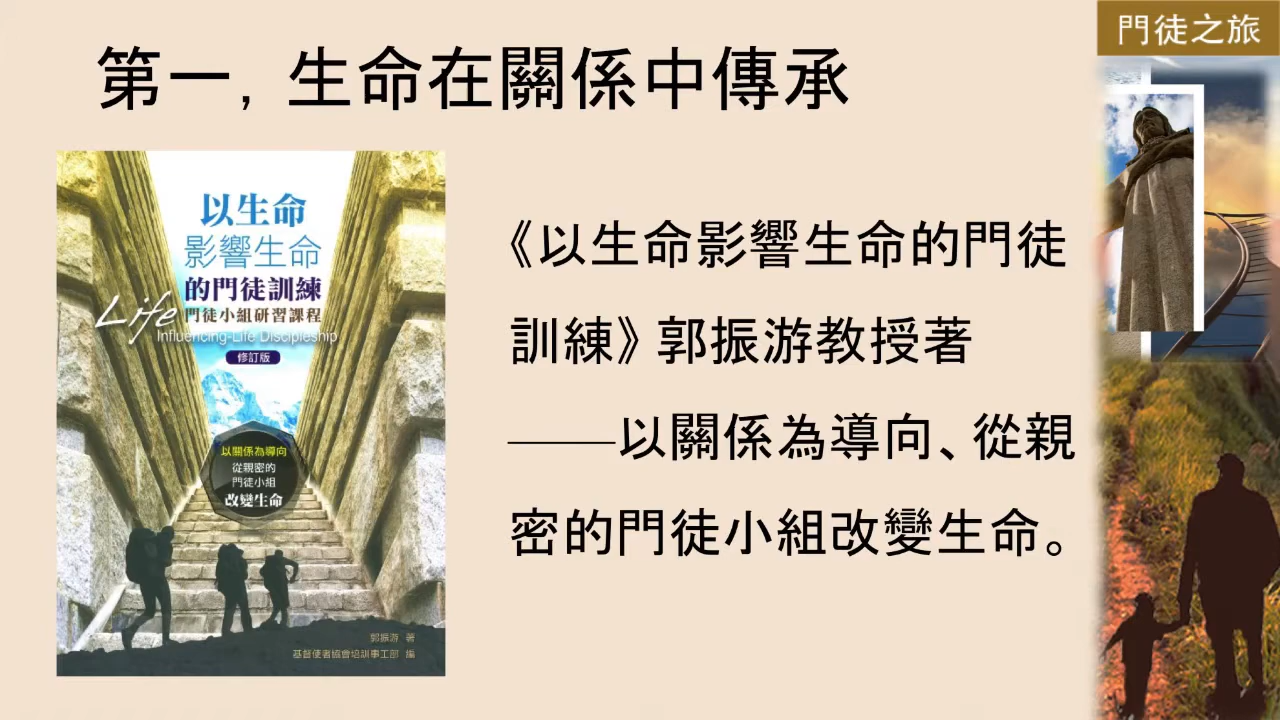 門徒之旅
第一，生命在關係中傳承
以生命
影響生命
的門徒訓練
門徒小組研習課程
Life
Influencing-Life Discipleship
修訂版
以關係為導向
從親密的
門徒小組
改變生命
郭振游 著
基督使者協會培訓事工部 編
《以生命影響生命的門徒
訓練》郭振游教授著
——以關係為導向、從親
密的門徒小組改變生命。